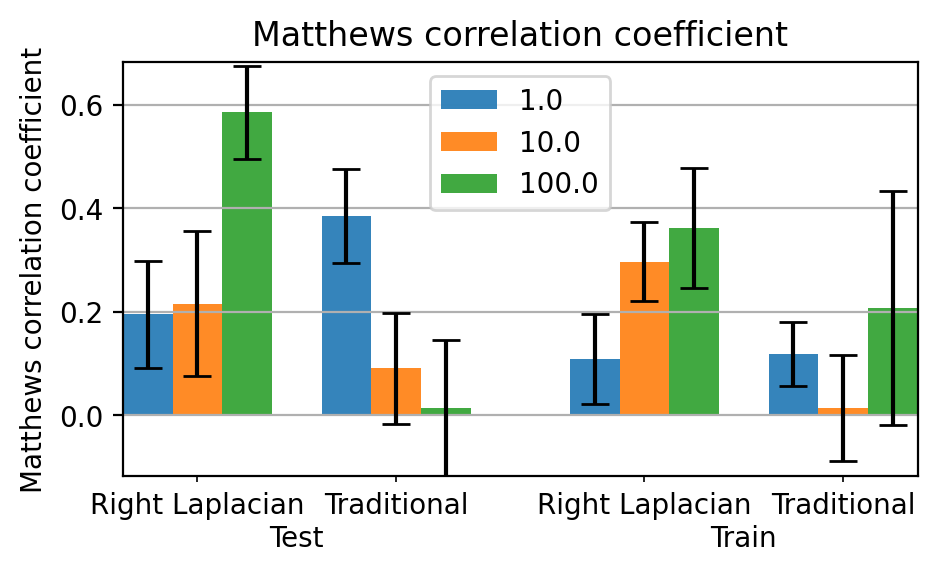 Matthews correlation coefficient
Matthews correlation coefficient
0.6
0.4
0.2
0.0
1.0
10.0
100.0
Right Laplacian Traditional Right Laplacian Traditional
Test Train